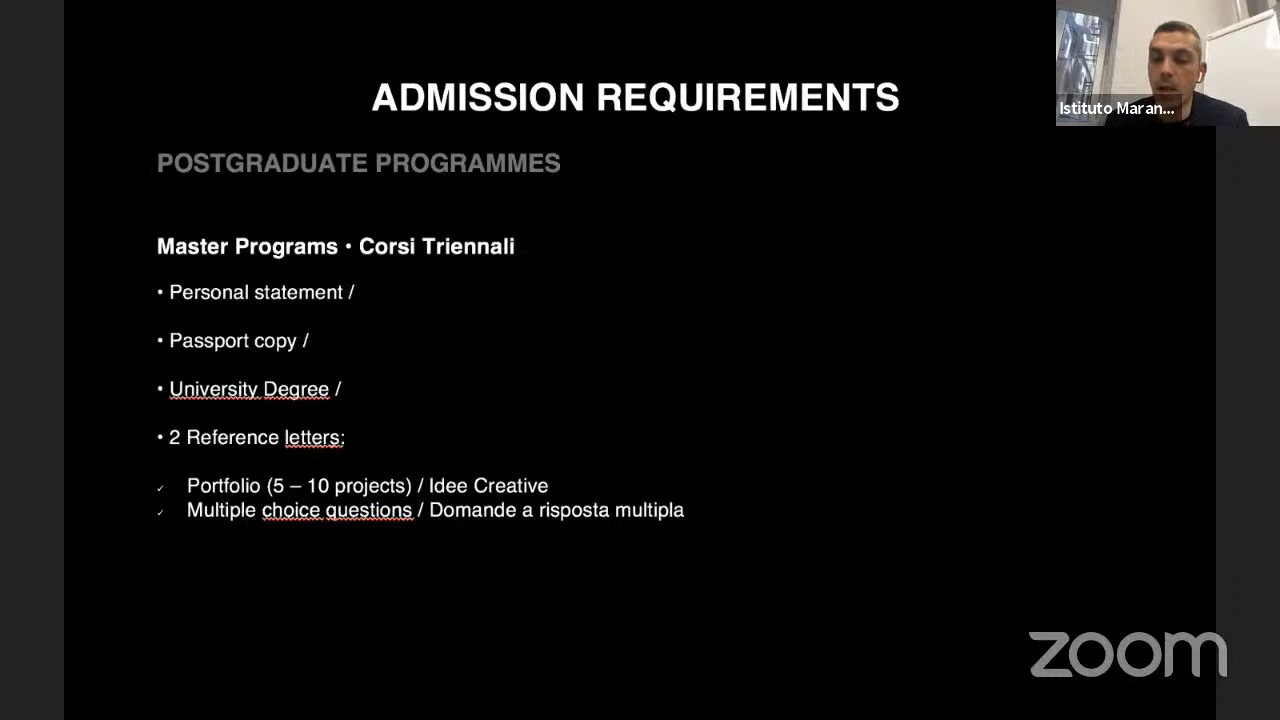 ADMISSION REQUIREMENTS
Istituto Maran...
POSTGRADUATE PROGRAMMES
Master Programs • Corsi Triennali
• Personal statement /
• Passport copy /
• University Degree /
• 2 Reference letters:
✓ Portfolio (5 – 10 projects) / Idee Creative
✓ Multiple choice questions / Domande a risposta multipla
zoom